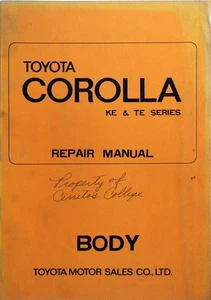 TOYOTA
COROLLA
KE & TE SERIES
REPAIR MANUAL
Property of
Cerritos College
BODY
TOYOTA MOTOR SALES CO., LTD.